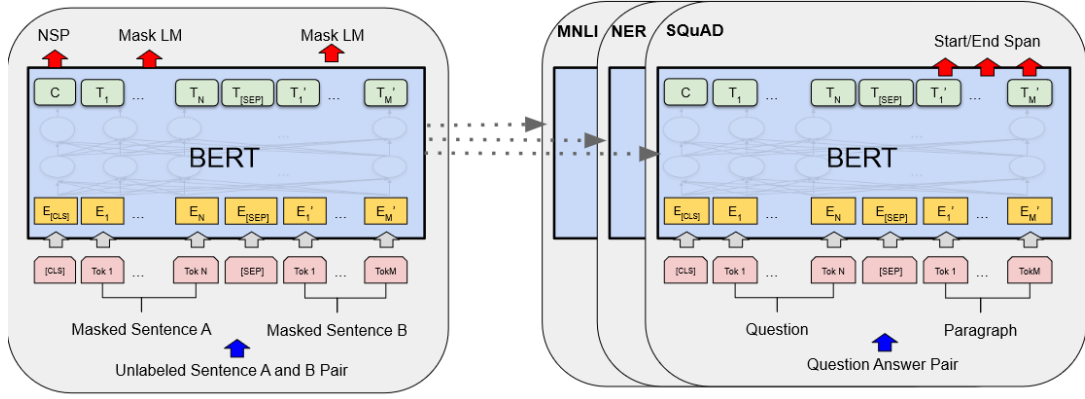 NSP Mask LM Mask LM
C T1 ... TN T[SEP] T1' ... TM'
...
BERT
...
E[CLS] E1 ... EN E[SEP] E1' ... EM'
[CLS] Tok 1 ... Tok N [SEP] Tok 1 ... TokM
Masked Sentence A Masked Sentence B
Unlabeled Sentence A and B Pair
MNLI NER SQuAD
Start/End Span
C T1 ... TN T[SEP] T1' ... TM'
...
BERT
...
E[CLS] E1 ... EN E[SEP] E1' ... EM'
[CLS] Tok 1 ... Tok N [SEP] Tok 1 ... TokM
Question Paragraph
Question Answer Pair